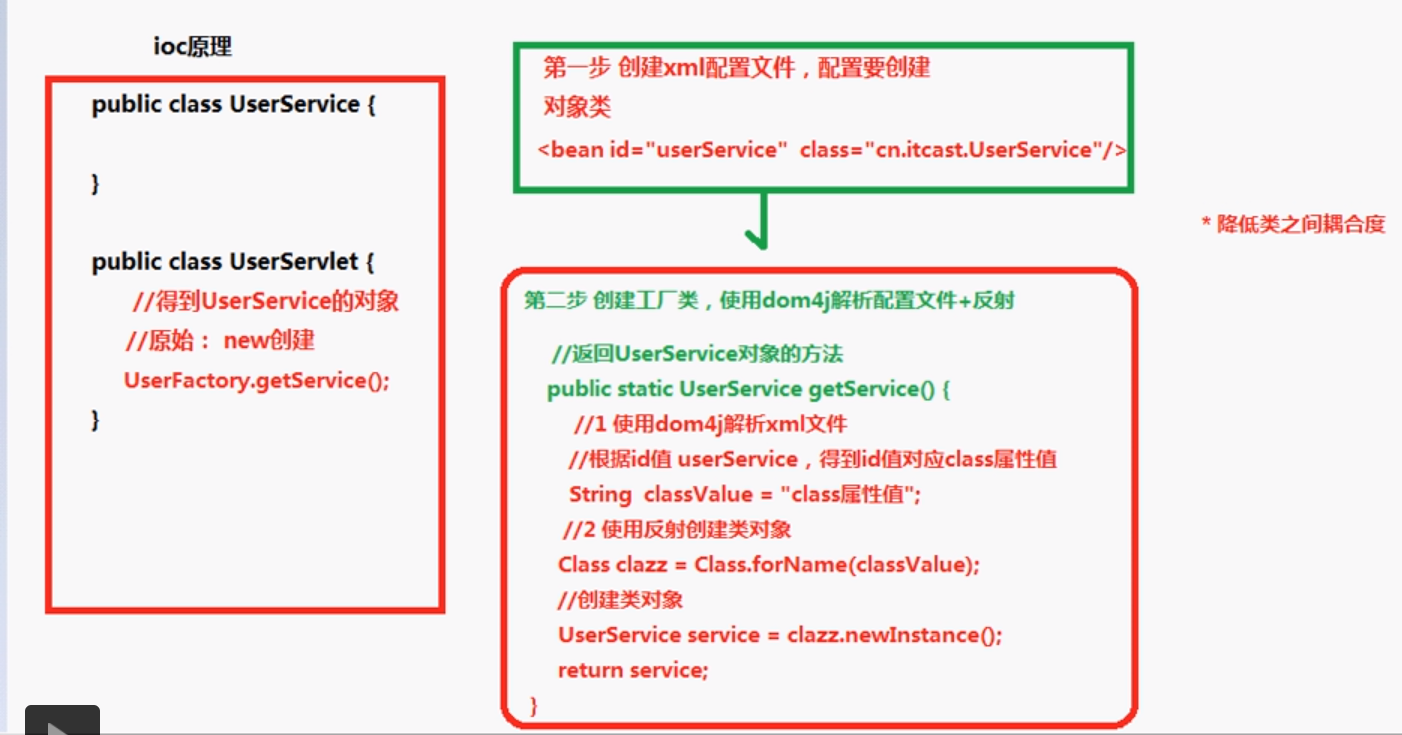 ioc原理
public class UserService {
}
public class UserServlet {
//得到UserService的对象
//原始： new创建
UserFactory.getService();
}
第一步 创建xml配置文件，配置要创建
对象类
<bean id="userService" class="cn.itcast.UserService"/>
* 降低类之间耦合度
第二步 创建工厂类，使用dom4j解析配置文件+反射
//返回UserService对象的方法
public static UserService getService() {
//1 使用dom4j解析xml文件
//根据id值 userService，得到id值对应class属性值
String classValue = "class属性值";
//2 使用反射创建类对象
Class clazz = Class.forName(classValue);
//创建类对象
UserService service = clazz.newInstance();
return service;
}